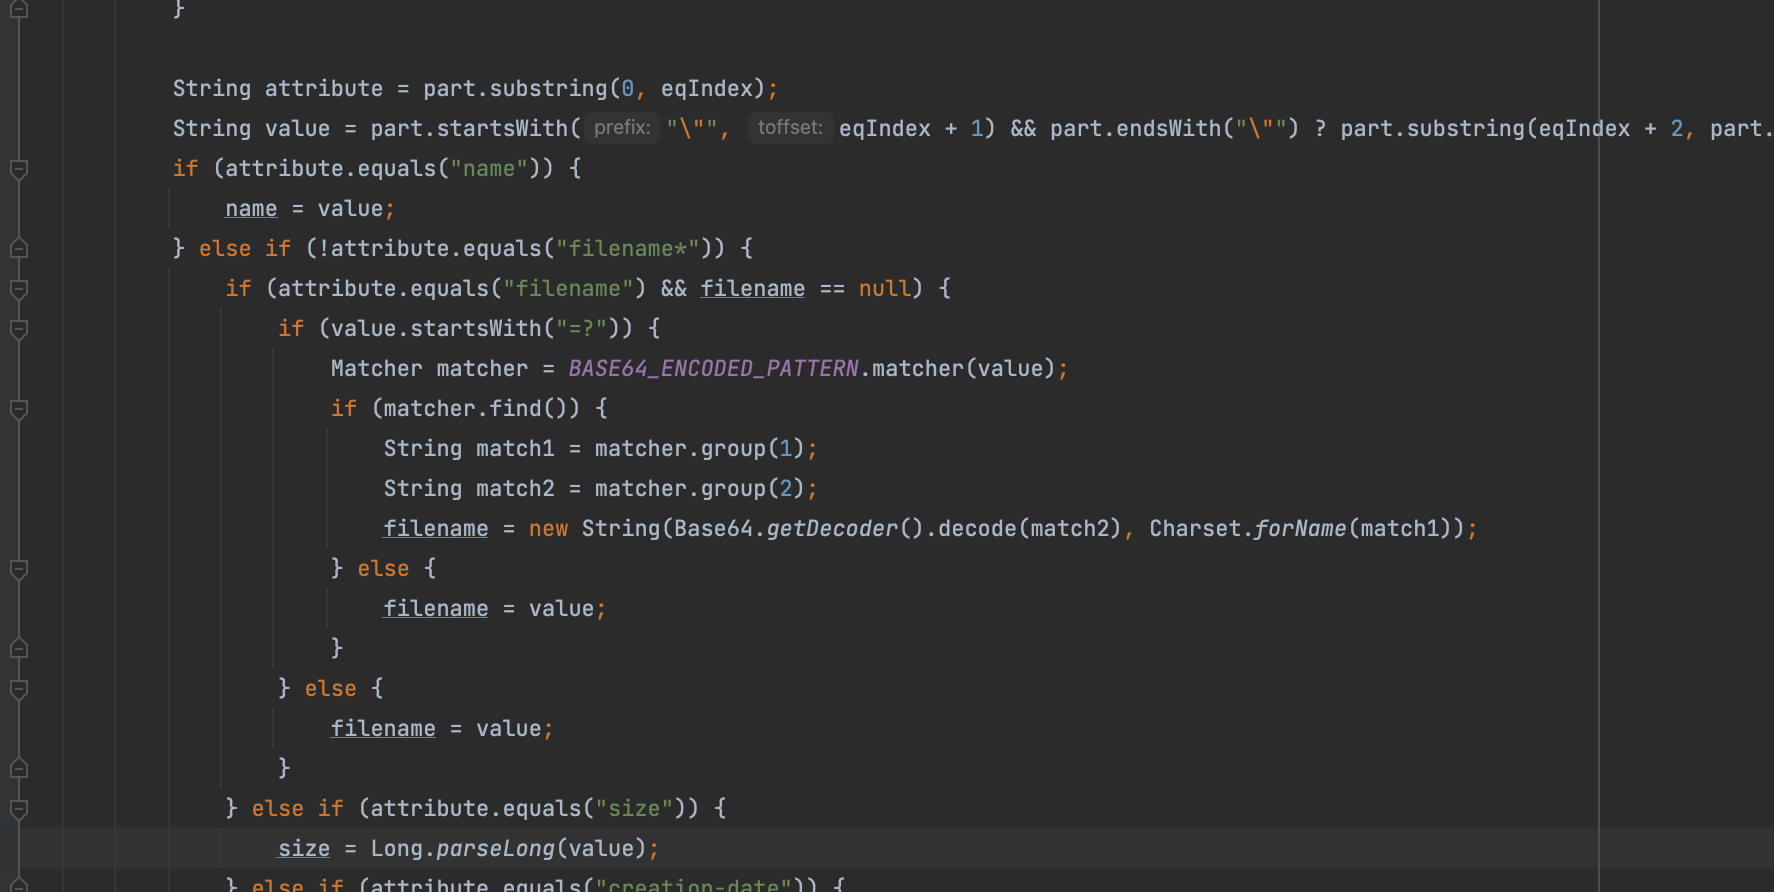 }
String attribute = part.substring(0, eqIndex);
String value = part.startsWith( prefix: "\"", toffset: eqIndex + 1) && part.endsWith("\"") ? part.substring(eqIndex + 2, part.
if (attribute.equals("name")) {
name = value;
} else if (!attribute.equals("filename*")) {
if (attribute.equals("filename") && filename == null) {
if (value.startsWith("=?")) {
Matcher matcher = BASE64_ENCODED_PATTERN.matcher(value);
if (matcher.find()) {
String match1 = matcher.group(1);
String match2 = matcher.group(2);
filename = new String(Base64.getDecoder().decode(match2), Charset.forName(match1));
} else {
filename = value;
}
} else {
filename = value;
}
} else if (attribute.equals("size")) {
size = Long.parseLong(value);
} else if (attribute.equals("creation-date")) {